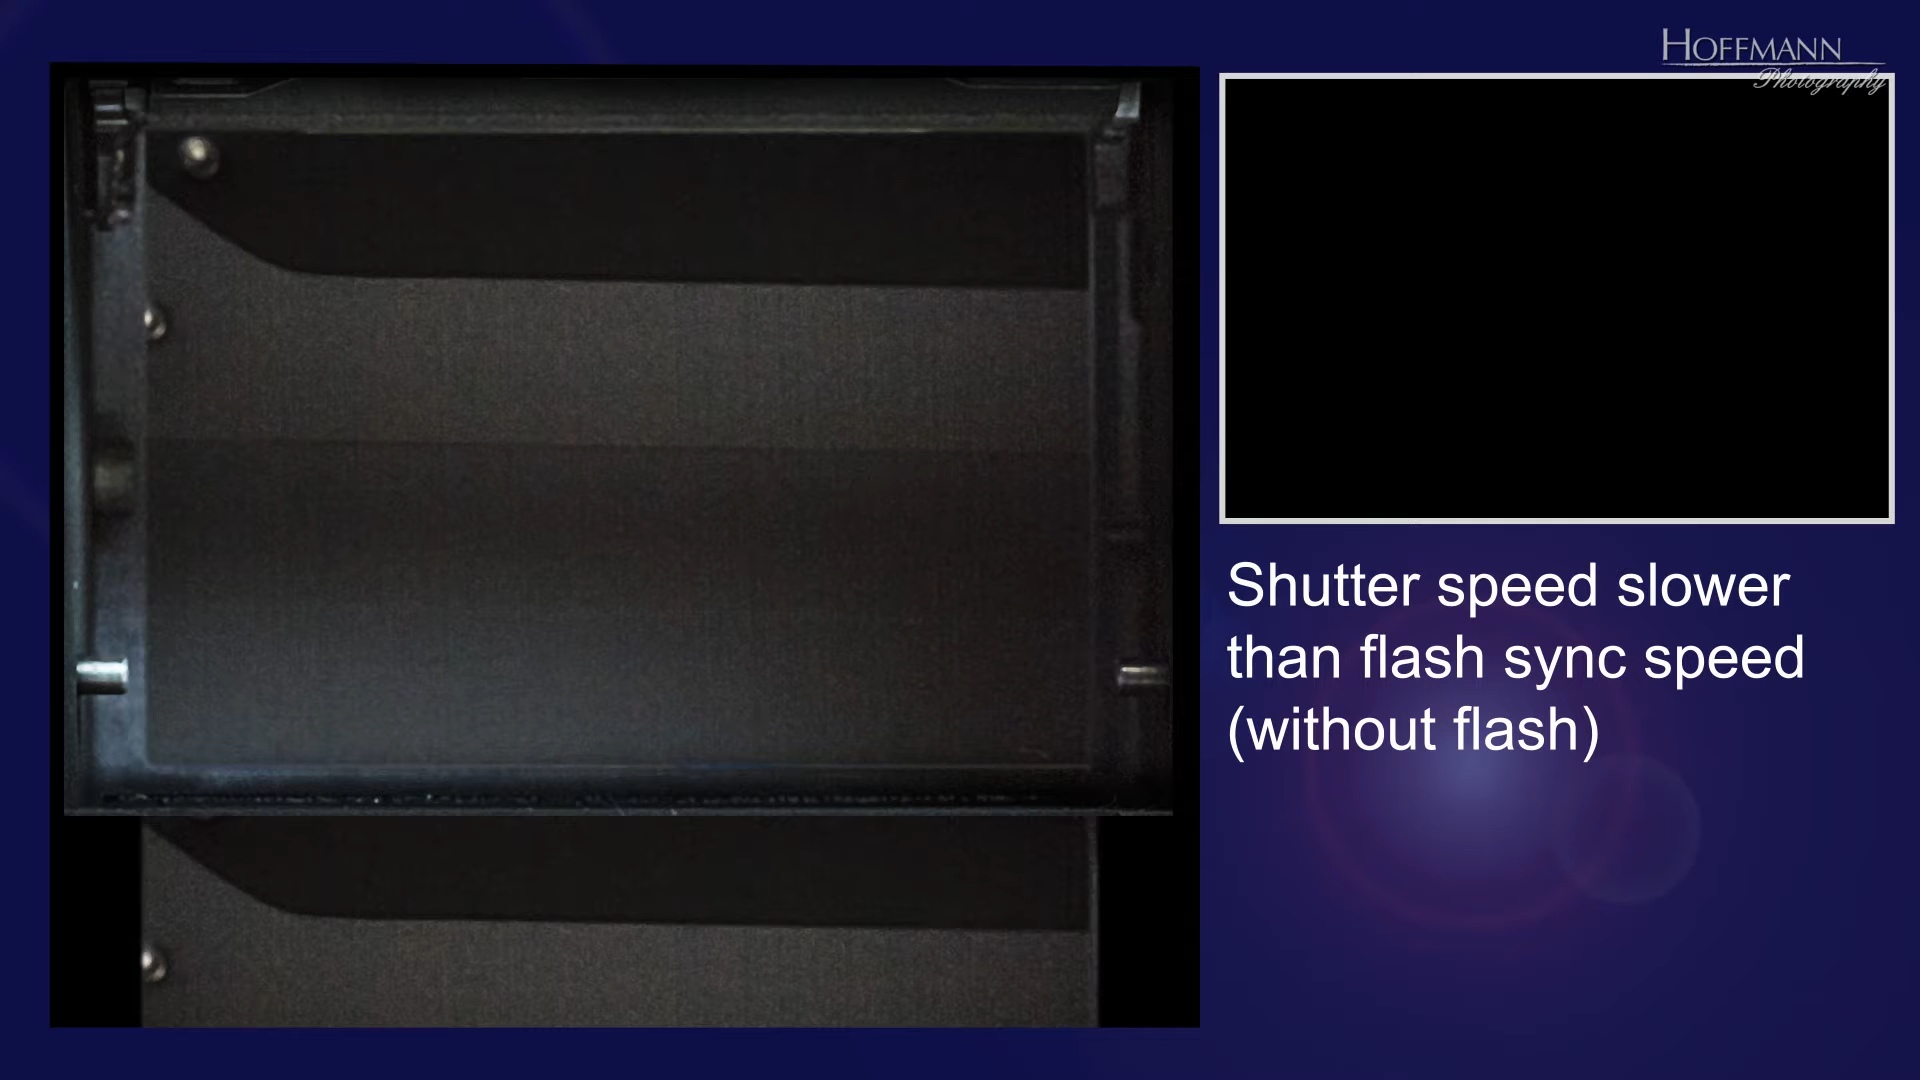 HOFFMANN
Photography
Shutter speed slower
than flash sync speed
(without flash)